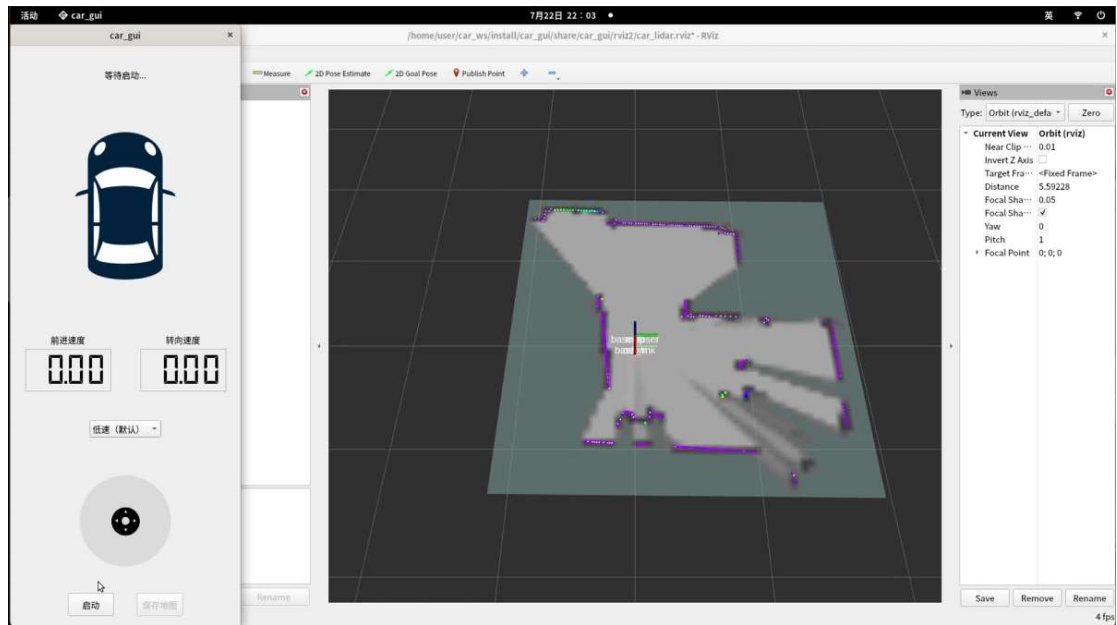 活动 car_gui 7月22日 22：03 英
car_gui ×
/home/user/car_ws/install/car_gui/share/car_gui/rviz2/car_lidar.rviz* - RViz ×
等待启动...
Measure 2D Pose Estimate 2D Goal Pose Publish Point
Views
Type: Orbit (rviz_defa Zero
Current View Orbit (rviz)
Near Clip ··· 0.01
Invert Z Axis
Target Fra··· <Fixed Frame>
Distance 5.59228
Focal Sha··· 0.05
Focal Sha··· ✓
Yaw 0
Pitch 1
Focal Point 0; 0; 0
前进速度 转向速度
0.00 0.00
低速（默认）
启动 保存地图
Rename
Save Remove Rename
4 fps